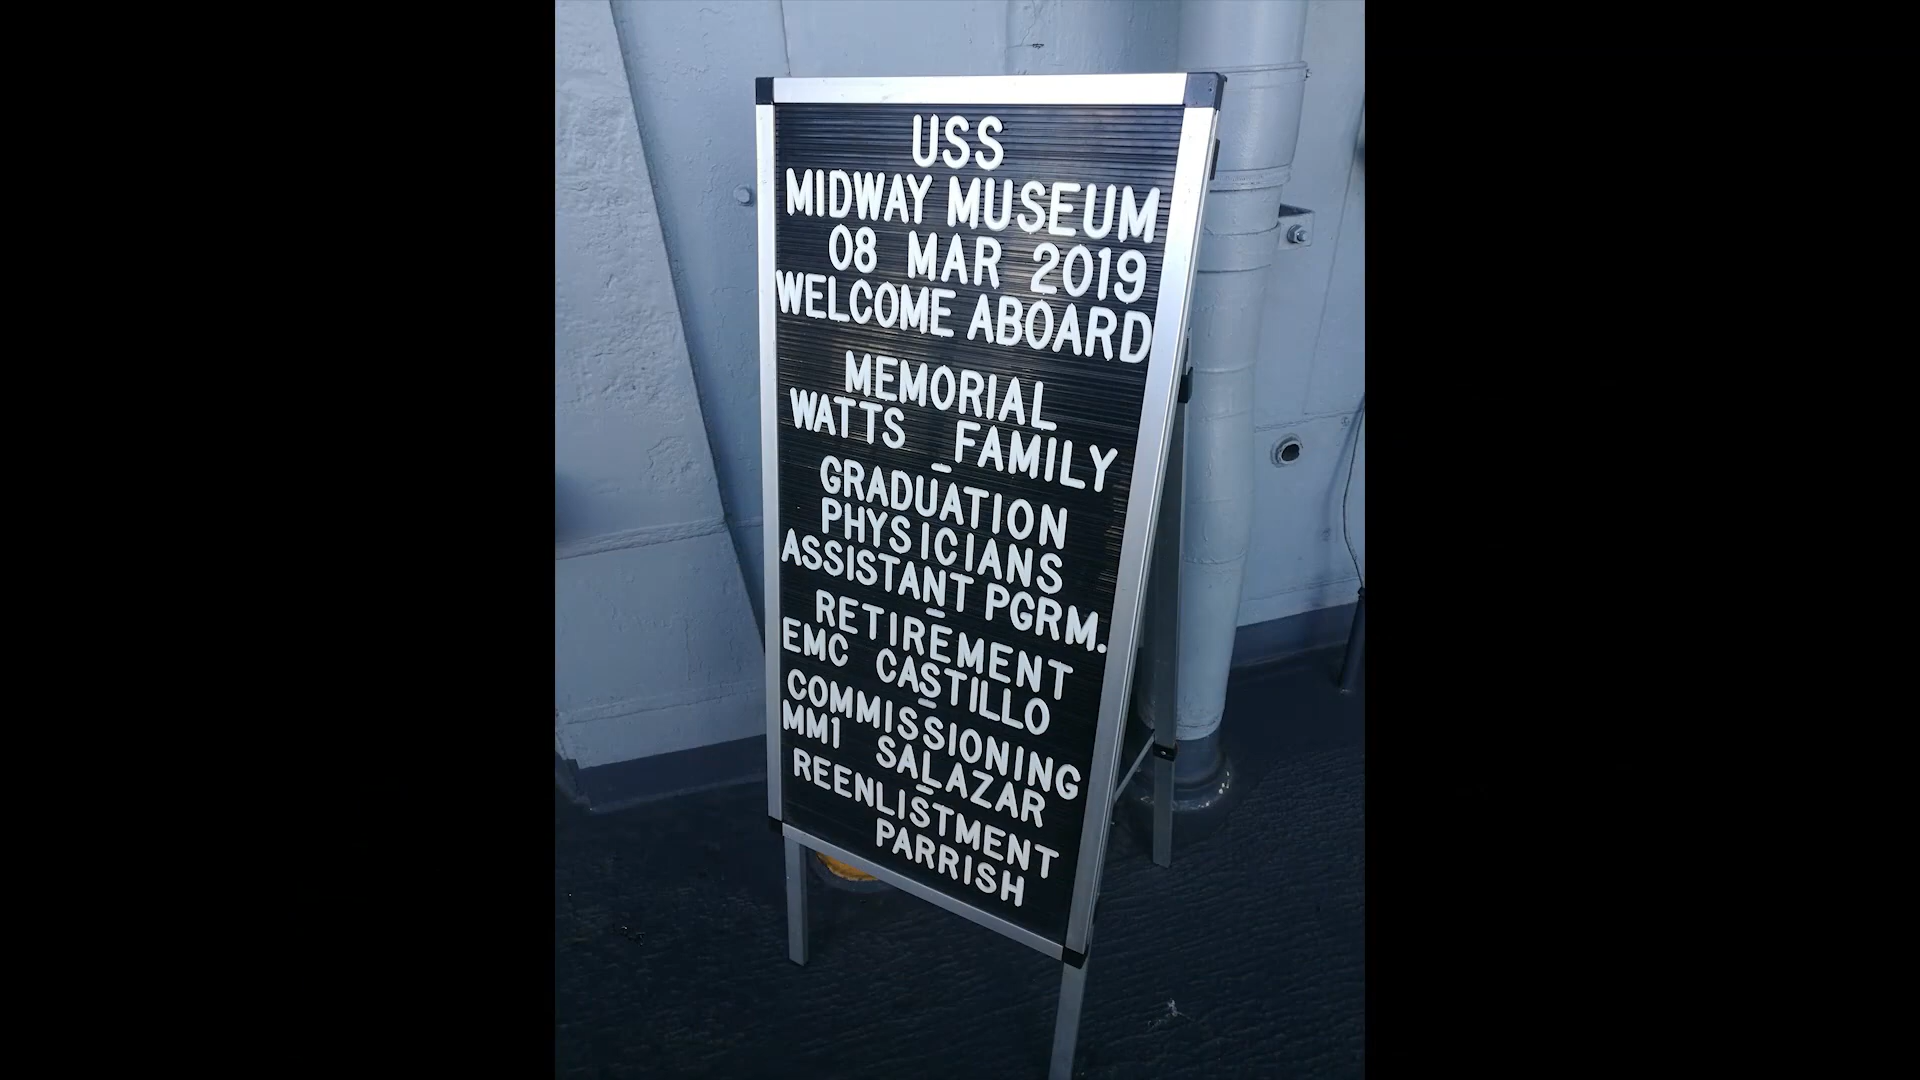 USS
MIDWAY MUSEUM
08 MAR 2019
WELCOME ABOARD
MEMORIAL
WATTS FAMILY
-
GRADUATION
PHYSICIANS
ASSISTANT PGRM.
-
RETIREMENT
EMC CASTILLO
-
COMMISSIONING
MM1 SALAZAR
-
REENLISTMENT
PARRISH